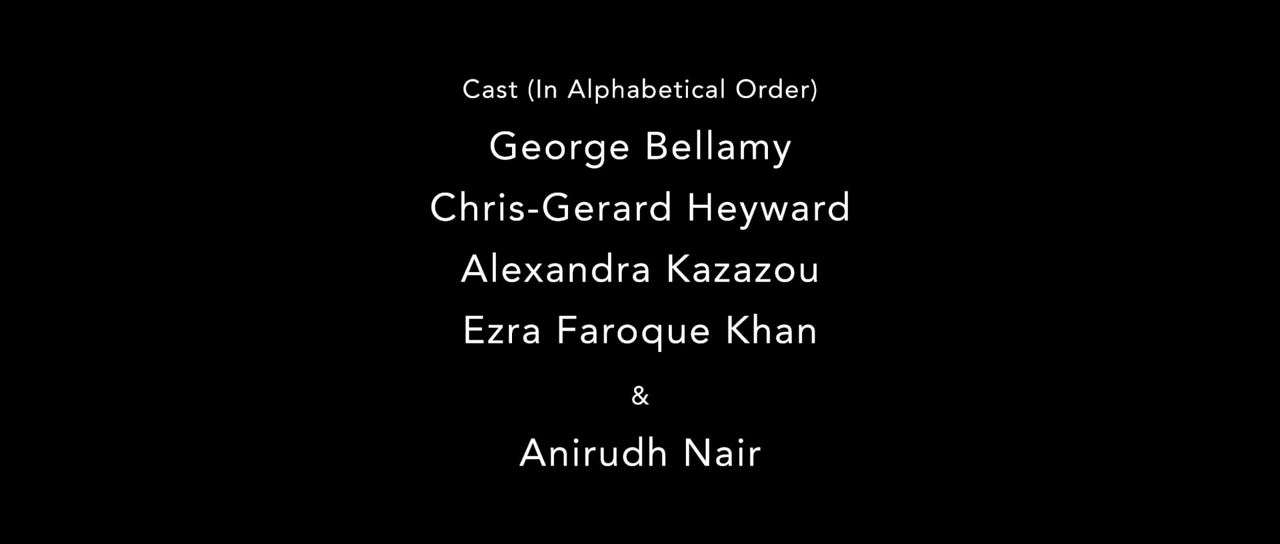 Cast (In Alphabetical Order)
George Bellamy
Chris-Gerard Heyward
Alexandra Kazazou
Ezra Faroque Khan
&
Anirudh Nair